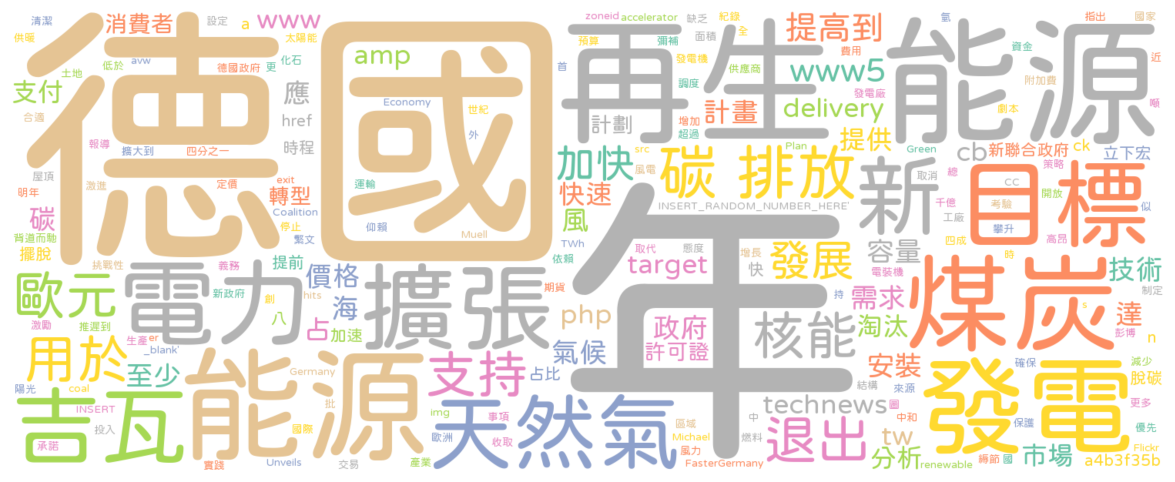 清潔 消費者 設定 a www
供暖 太陽能
支付 低於 avw 德國政府 更 化石
合適 土地 應
報導 擴大到 四分之一 href
屋頂 時程
明年 激進 定價 exit
碳 轉型
背道而馳 Coalition 停止
擺脫 繁文
挑戰性 義務 提前
德國
amp
Economy 世紀
外
運輸
仰賴 Muell
zoneid accelerator 缺乏 紀錄
預算 彌補 面積 全 提高到
首 發電機 費用
調度 供應商 www5
發電廠
增加 計畫 delivery
計劃 超過
加快 src Plan 提供
風電
快速 碳排放
INSERT_RANDOM_NUMBER_HERE'
風 TWh 依賴
再生能源
指出 國家
氫
資金 近
附加費
劇本 噸
Green ck 立下宏
cb 新聯合政府
取消 總 策略 cc 千億 開放 似
新 工廠 考驗 攀升
目標
態度 取代
target 增長 快 發展 容量 四成 高昂
電裝機 時
歐元 電力 擴張 年
新政府 價格 期貨
海 php
創 hits 占 加速
八
激勵 推遲到
政府 許可證 核能 需求 持 淘汰
煤炭 技術
制定
達
s
彭博
n
用於 生產 er
_blank'
至少 氣候
陽光 coal Germany 占比
安裝 結構 來源 確保 減少
脫碳
吉瓦 能源 支持 天然氣 發電
INSERT 投入 批 國際 img 事項
區域 中 technews 圖 保護 更多
承諾 歐洲 收取 Michael 燃料 中和 優先
風力 退出 tw
實踐 Unveils 交易 產業 FasterGermany 分析 renewable 縟節 國 市場 Flickr a4b3f35b